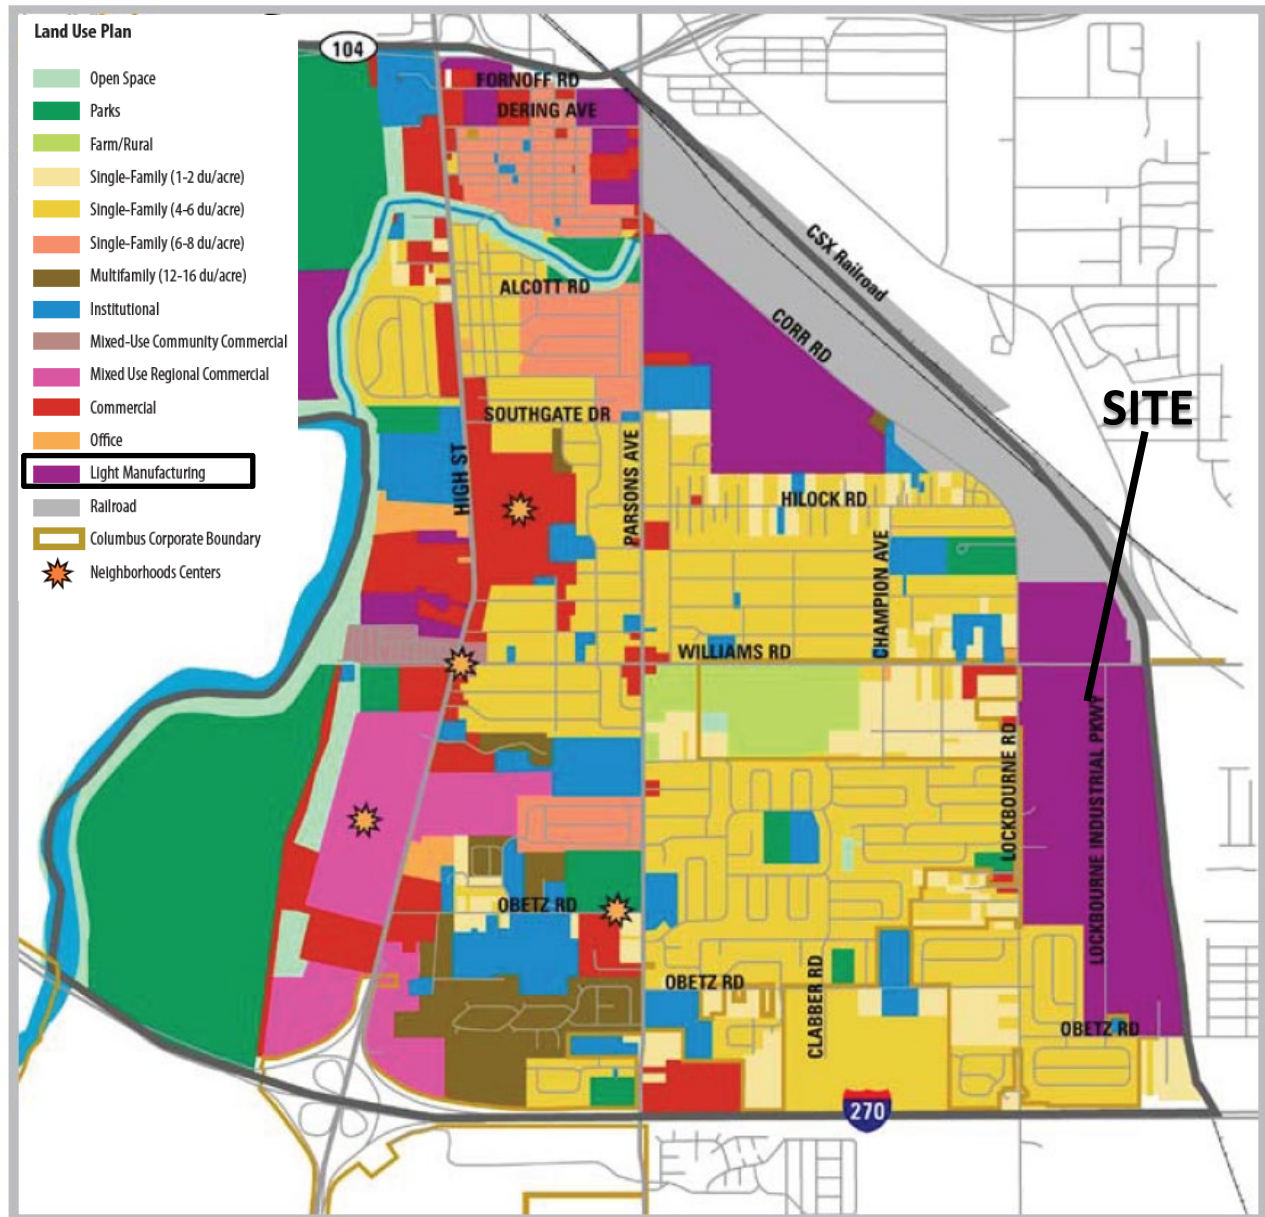 Land Use Plan
Open Space
Parks
Farm/Rural
Single-Family (1-2 du/acre)
Single-Family (4-6 du/acre)
Single-Family (6-8 du/acre)
Multifamily (12-16 du/acre)
Institutional
Mixed-Use Community Commercial
Mixed Use Regional Commercial
Commercial
Office
Light Manufacturing
Railroad
Columbus Corporate Boundary
Neighborhoods Centers
104
FORNOFF RD
DERING AVE
CSX Railroad
ALCOTT RD
CORR RD
SITE
SOUTHGATE DR
HIGH ST
PARSONS AVE
HILOCK RD
CHAMPION AVE
WILLIAMS RD
LOCKBOURNE RD
LOCKBOURNE INDUSTRIAL PKWY
OBETZ RD
OBETZ RD
CLABBER RD
OBETZ RD
270